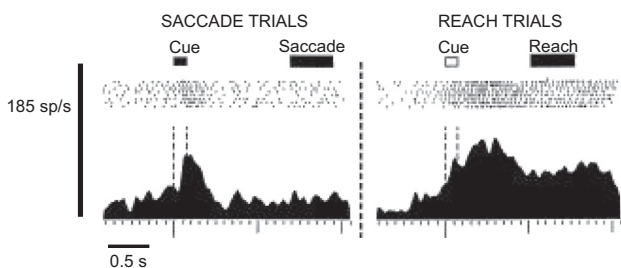 SACCADE TRIALS REACH TRIALS
Cue Saccade Cue Reach
185 sp/s
0.5 s